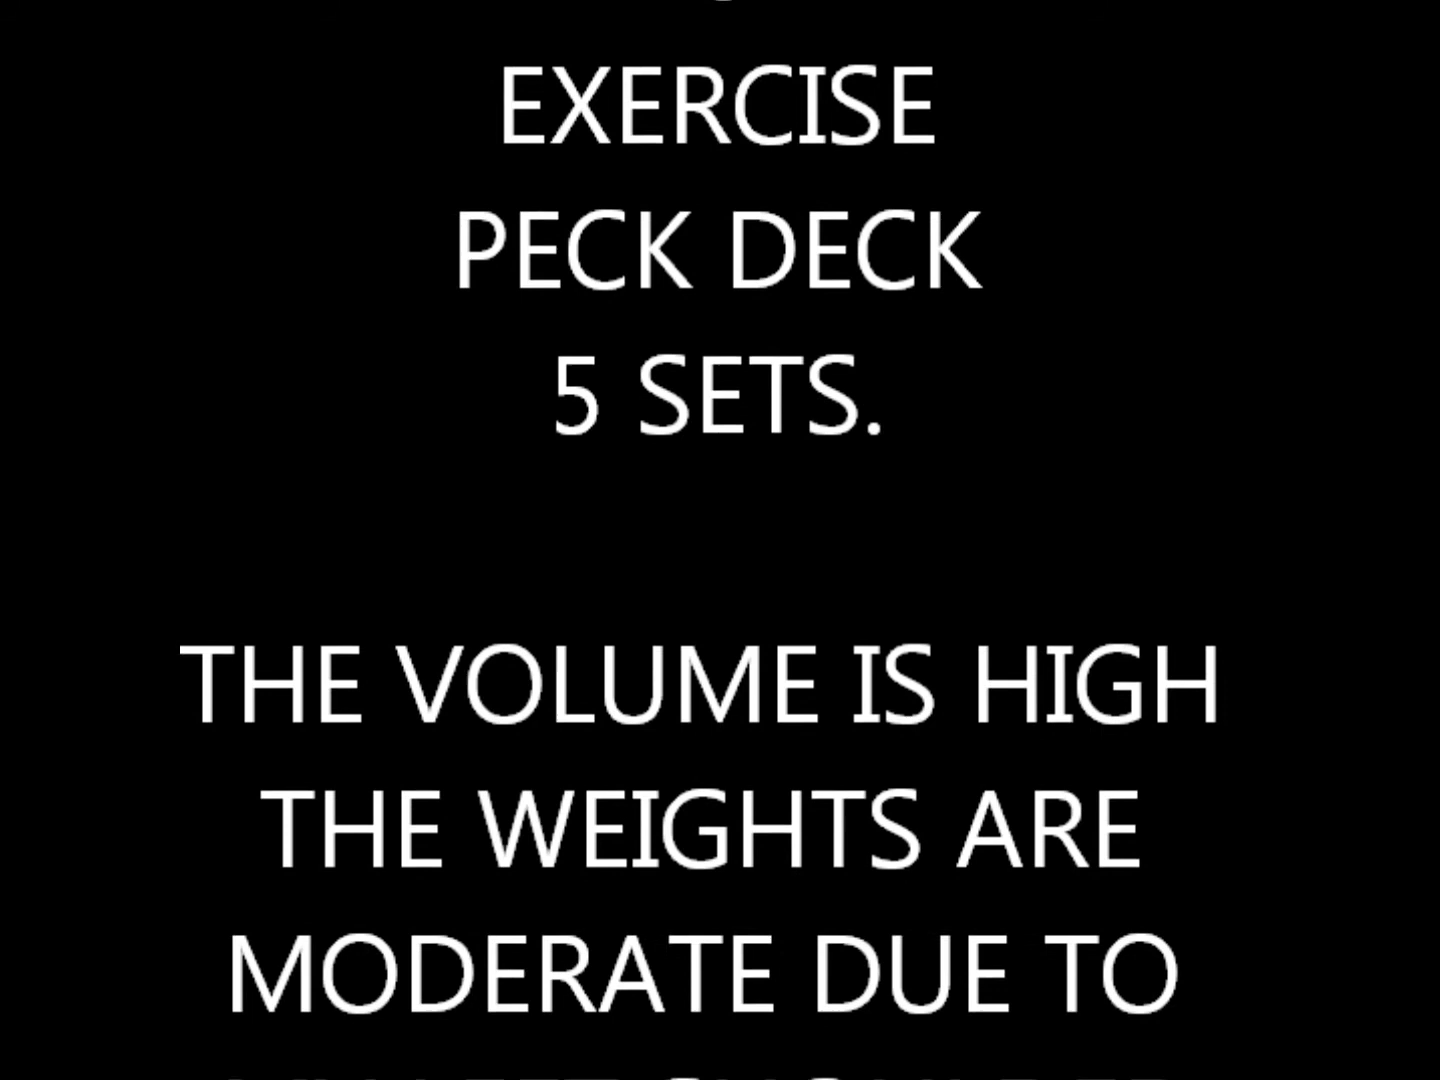 EXERCISE
PECK DECK
5 SETS.
THE VOLUME IS HIGH
THE WEIGHTS ARE
MODERATE DUE TO